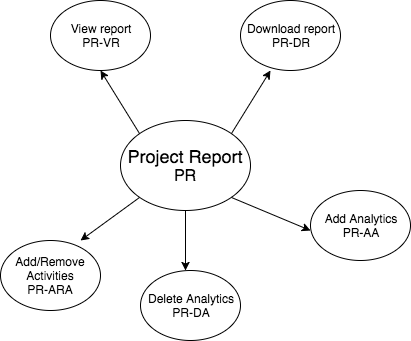 View report
PR-VR
Download report
PR-DR
Project Report
PR
Add Analytics
PR-AA
Add/Remove
Activities
PR-ARA
Delete Analytics
PR-DA